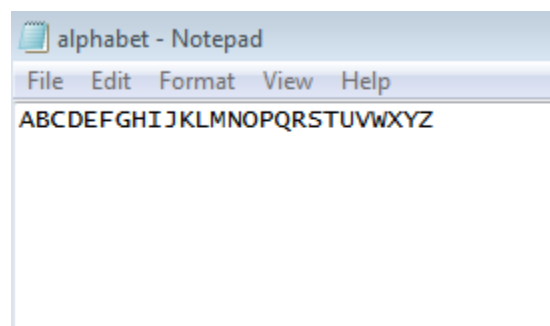 alphabet - Notepad
File Edit Format View Help
ABCDEFGHIJKLMNOPQRSTUVWXYZ